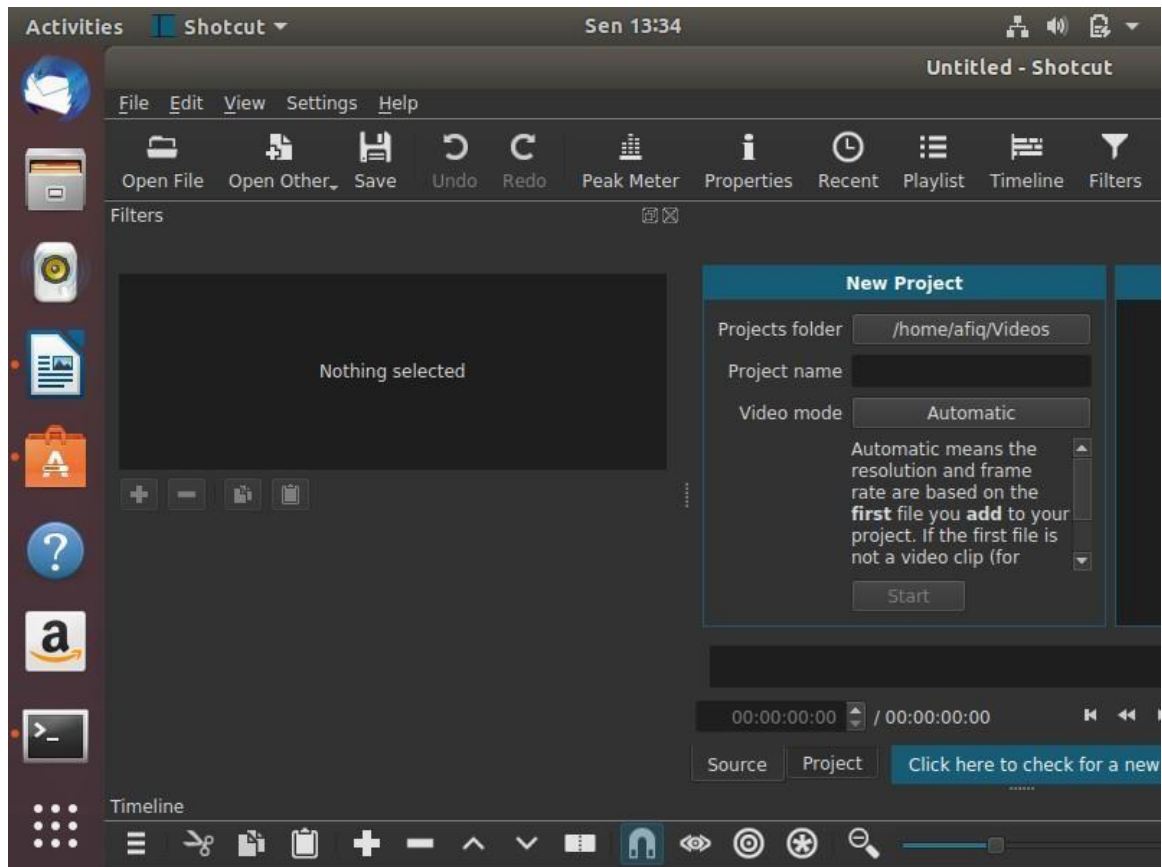 Activities Shotcut Sen 13:34
Untitled - Shotcut
File Edit View Settings Help
Open File Open Other Save Undo Redo Peak Meter Properties Recent Playlist Timeline Filters
Filters
New Project
Projects folder /home/afiq/Videos
Project name
Video mode Automatic
Automatic means the
resolution and frame
rate are based on the
first file you add to your
project. If the first file is
not a video clip (for
Start
Nothing selected
00:00:00:00 / 00:00:00:00
Source Project Click here to check for a new
Timeline